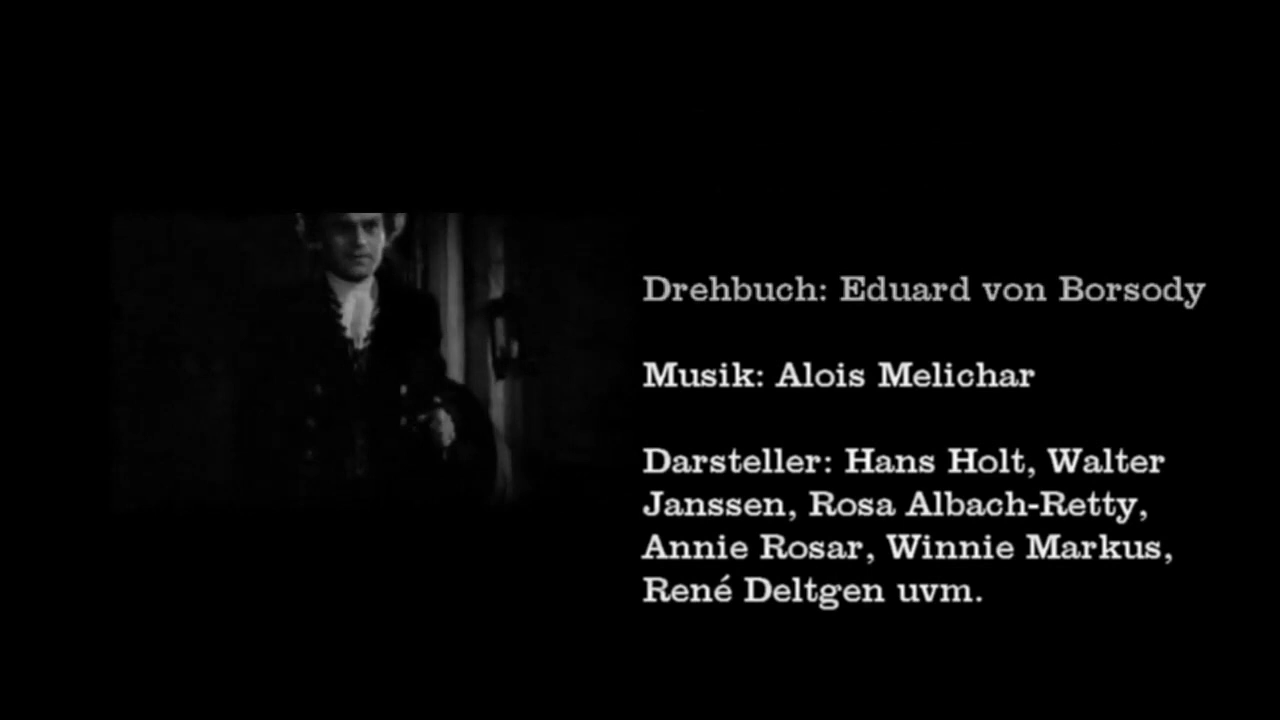 Drehbuch: Eduard von Borsody
Musik: Alois Melichar
Darsteller: Hans Holt, Walter
Janssen, Rosa Albach-Retty,
Annie Rosar, Winnie Markus,
René Deltgen uvm.